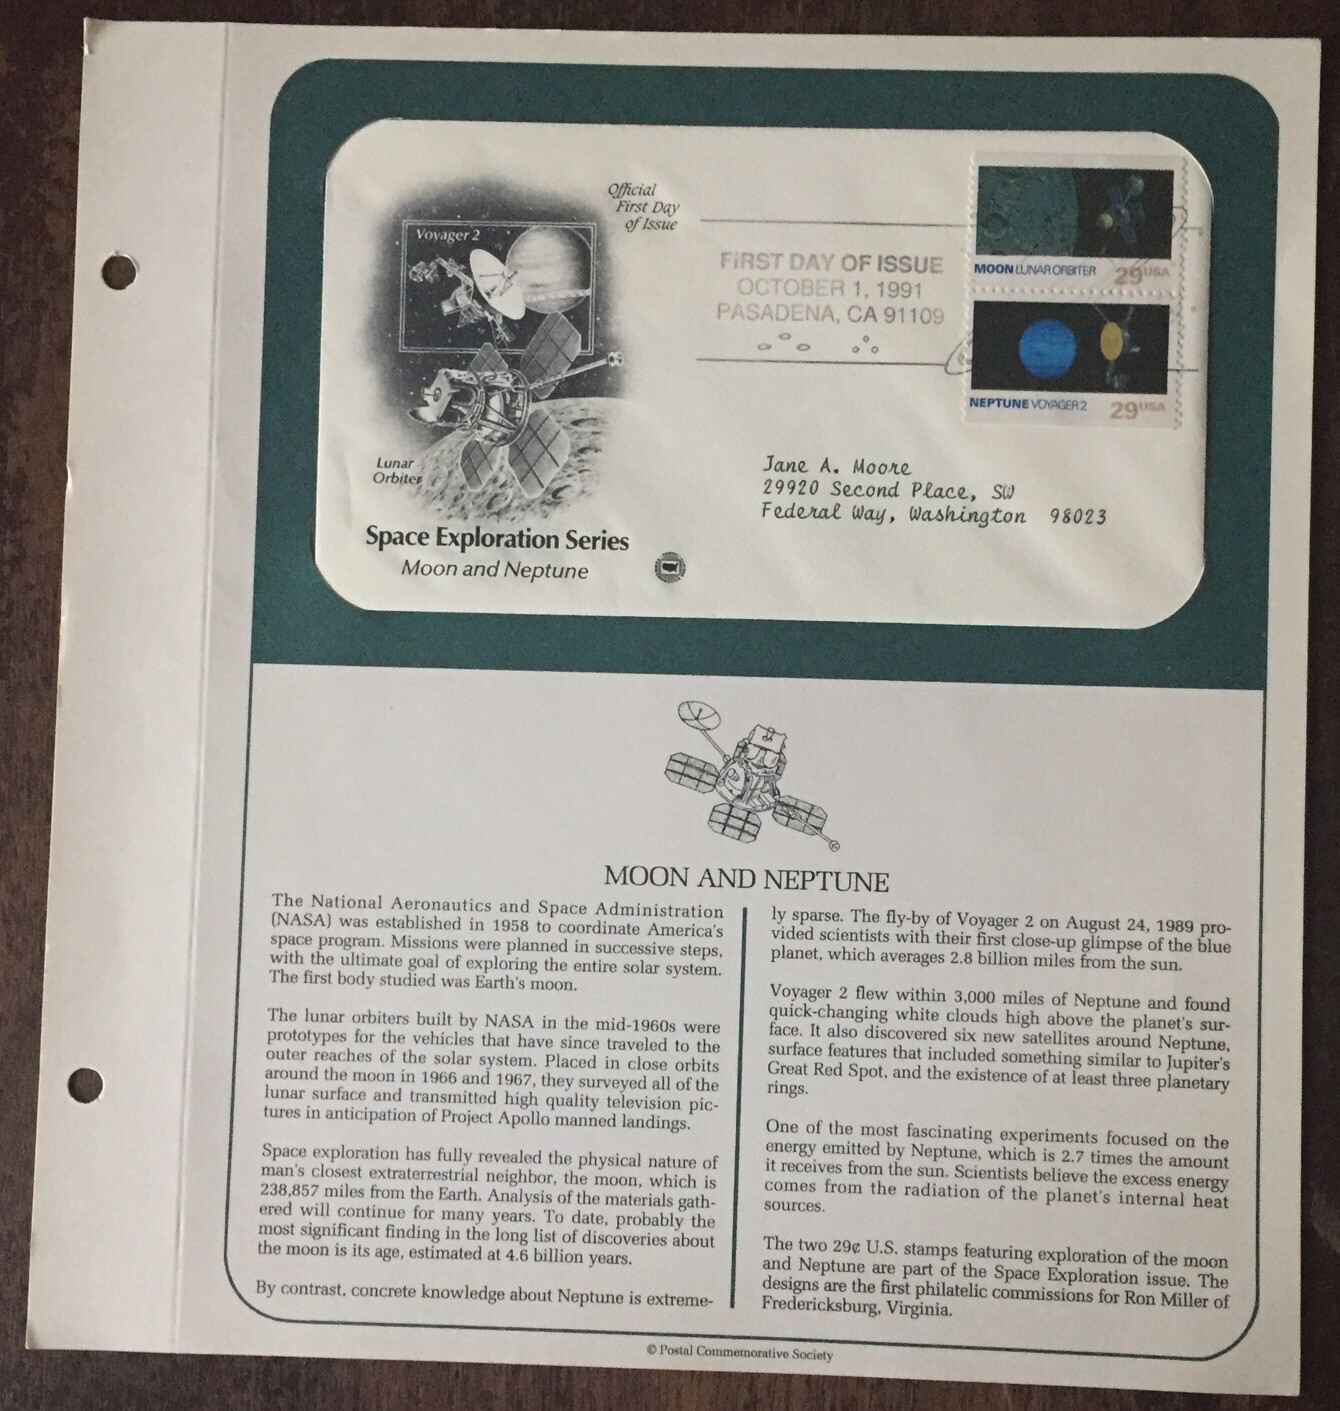 Official
First Day
of Issue
Voyager 2
Lunar
Orbiter
Space Exploration Series
Moon and Neptune
FIRST DAY OF ISSUE
OCTOBER 1, 1991
PASADENA, CA 91109
MOON LUNAR ORBITER 29 USA
NEPTUNE VOYAGER 2 29 USA
Jane A. Moore
29920 Second Place, SW
Federal Way, Washington 98023
MOON AND NEPTUNE
The National Aeronautics and Space Administration
(NASA) was established in 1958 to coordinate America's
space program. Missions were planned in successive steps,
with the ultimate goal of exploring the entire solar system.
The first body studied was Earth's moon.
The lunar orbiters built by NASA in the mid-1960s were
prototypes for the vehicles that have since traveled to the
outer reaches of the solar system. Placed in close orbits
around the moon in 1966 and 1967, they surveyed all of the
lunar surface and transmitted high quality television pic-
tures in anticipation of Project Apollo manned landings.
Space exploration has fully revealed the physical nature of
man's closest extraterrestrial neighbor, the moon, which is
238,857 miles from the Earth. Analysis of the materials gath-
ered will continue for many years. To date, probably the
most significant finding in the long list of discoveries about
the moon is its age, estimated at 4.6 billion years.
By contrast, concrete knowledge about Neptune is extreme-
ly sparse. The fly-by of Voyager 2 on August 24, 1989 pro-
vided scientists with their first close-up glimpse of the blue
planet, which averages 2.8 billion miles from the sun.
Voyager 2 flew within 3,000 miles of Neptune and found
quick-changing white clouds high above the planet's sur-
face. It also discovered six new satellites around Neptune,
surface features that included something similar to Jupiter's
Great Red Spot, and the existence of at least three planetary
rings.
One of the most fascinating experiments focused on the
energy emitted by Neptune, which is 2.7 times the amount
it receives from the sun. Scientists believe the excess energy
comes from the radiation of the planet's internal heat
sources.
The two 29¢ U.S. stamps featuring exploration of the moon
and Neptune are part of the Space Exploration issue. The
designs are the first philatelic commissions for Ron Miller of
Fredericksburg, Virginia.
© Postal Commemorative Society